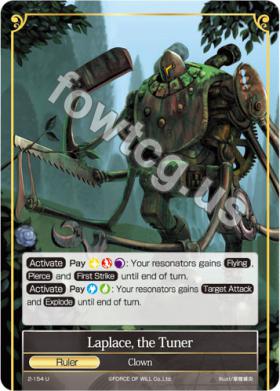 fowtcg.us
Activate Pay : Your resonators gains Flying,
Pierce and First Strike until end of turn.
Activate Pay : Your resonators gains Target Attack
and Explode until end of turn.
Laplace, the Tuner
Ruler
Clown
2-154 U
©FORCE OF WILL Co.,Ltd.